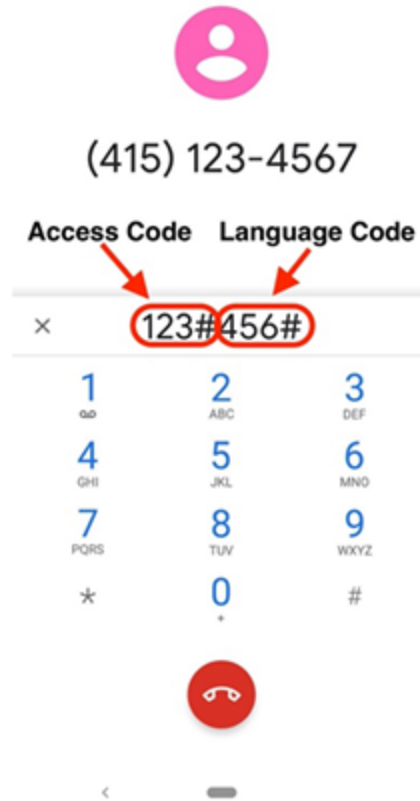 (415) 123-4567
Access Code Language Code
× 123#456#
1 2 3
ABC DEF
4 5 6
GHI JKL MNO
7 8 9
PQRS TUV WXYZ
* 0 #
+